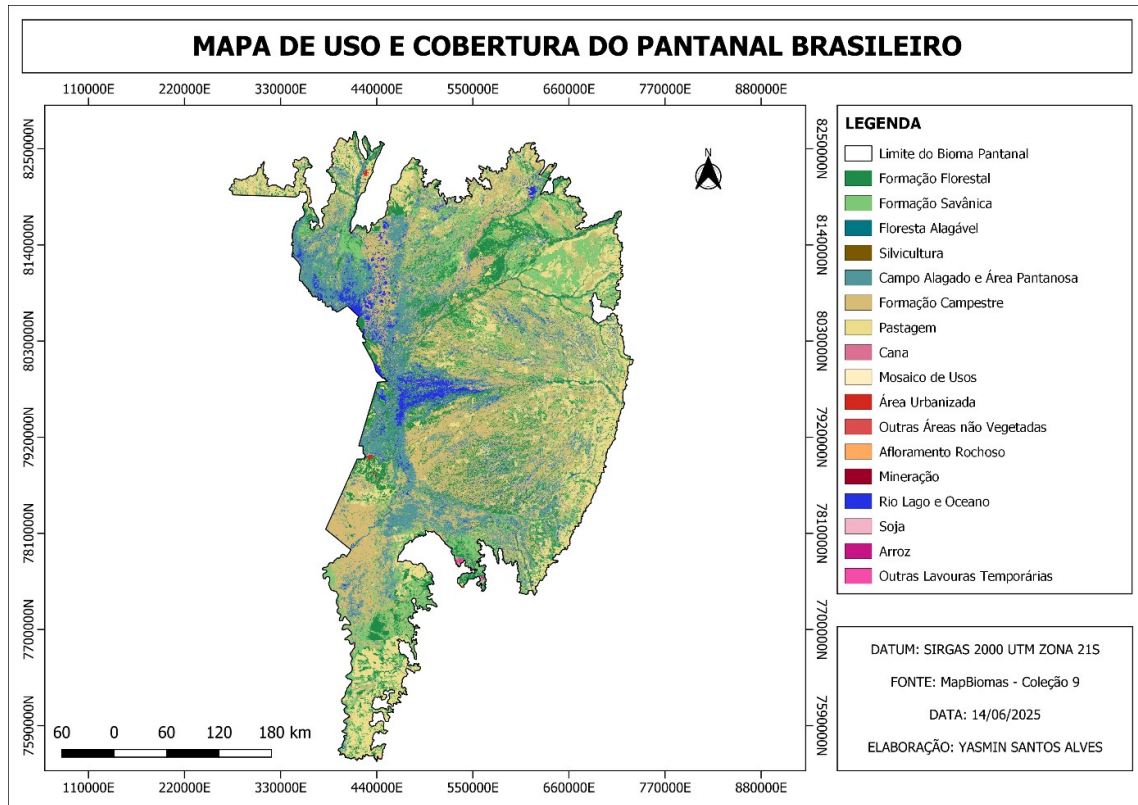 MAPA DE USO E COBERTURA DO PANTANAL BRASILEIRO
110000E 220000E 330000E 440000E 550000E 660000E 770000E 880000E
8250000N
8140000N
8030000N
7920000N
7810000N
7700000N
7590000N
N
60 0 60 120 180 km
8250000N
8140000N
8030000N
7920000N
7810000N
7700000N
7590000N
110000E 220000E 330000E 440000E 550000E 660000E 770000E 880000E
LEGENDA
Limite do Bioma Pantanal
Formação Florestal
Formação Savânica
Floresta Alagável
Silvicultura
Campo Alagado e Área Pantanosa
Formação Campestre
Pastagem
Cana
Mosaico de Usos
Área Urbanizada
Outras Áreas não Vegetadas
Afloramento Rochoso
Mineração
Rio Lago e Oceano
Soja
Arroz
Outras Lavouras Temporárias
DATUM: SIRGAS 2000 UTM ZONA 21S
FONTE: MapBiomas - Coleção 9
DATA: 14/06/2025
ELABORAÇÃO: YASMIN SANTOS ALVES